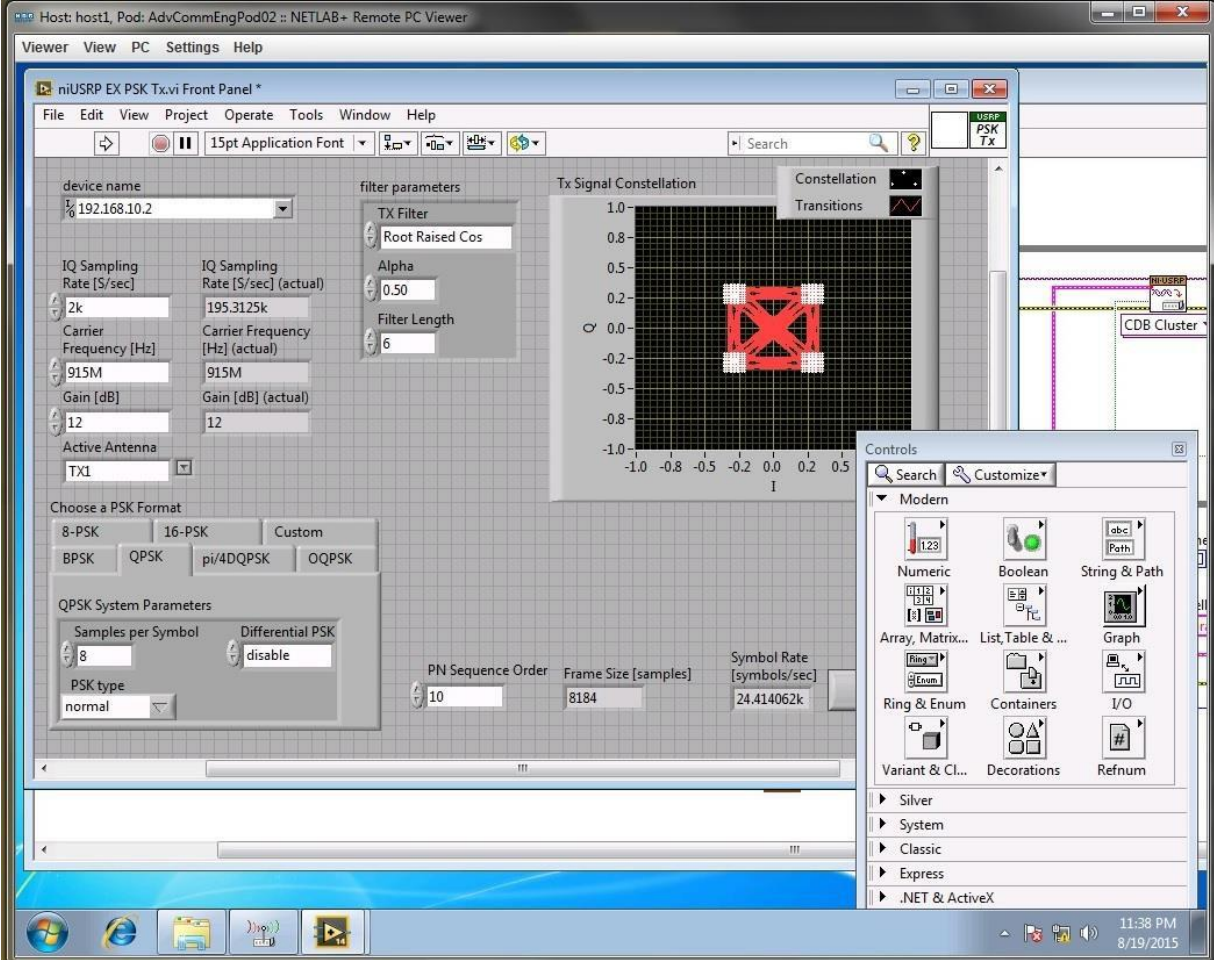 Host: host1, Pod: AdvCommEngPod02 :: NETLAB+ Remote PC Viewer
Viewer View PC Settings Help
niUSRP EX PSK Tx.vi Front Panel *
File Edit View Project Operate Tools Window Help
USRP
PSK
Tx
15pt Application Font
Search
device name
192.168.10.2
IQ Sampling
Rate [S/sec]
2k
IQ Sampling
Rate [S/sec] (actual)
195.3125k
Carrier
Frequency [Hz]
915M
Carrier Frequency
[Hz] (actual)
915M
Gain [dB]
12
Gain [dB] (actual)
12
Active Antenna
TX1
filter parameters
TX Filter
Root Raised Cos
Alpha
0.50
Filter Length
6
Tx Signal Constellation
Constellation
Transitions
1.0
0.8
0.5
0.2
0.0
-0.2
-0.5
-0.8
-1.0
Q
-1.0 -0.8 -0.5 -0.2 0.0 0.2 0.5
I
Choose a PSK Format
8-PSK 16-PSK Custom
BPSK QPSK pi/4DQPSK OQPSK
QPSK System Parameters
Samples per Symbol
8
Differential PSK
disable
PSK type
normal
PN Sequence Order
10
Frame Size [samples]
8184
Symbol Rate
[symbols/sec]
24.414062k
NI-USRP
CDB Cluster
Controls
Search Customize
Modern
1.23
abc
Path
Numeric Boolean String & Path
Array, Matrix... List, Table & ... Graph
Ring
Enum
Ring & Enum Containers I/O
#
Variant & Cl... Decorations Refnum
Silver
System
Classic
Express
.NET & ActiveX
14
11:38 PM
8/19/2015